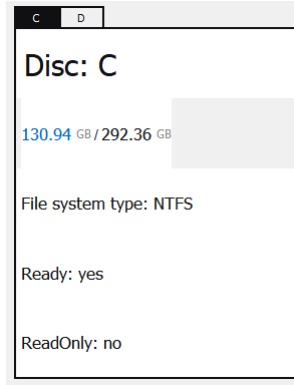 C D
Disc: C
130.94 GB / 292.36 GB
File system type: NTFS
Ready: yes
ReadOnly: no